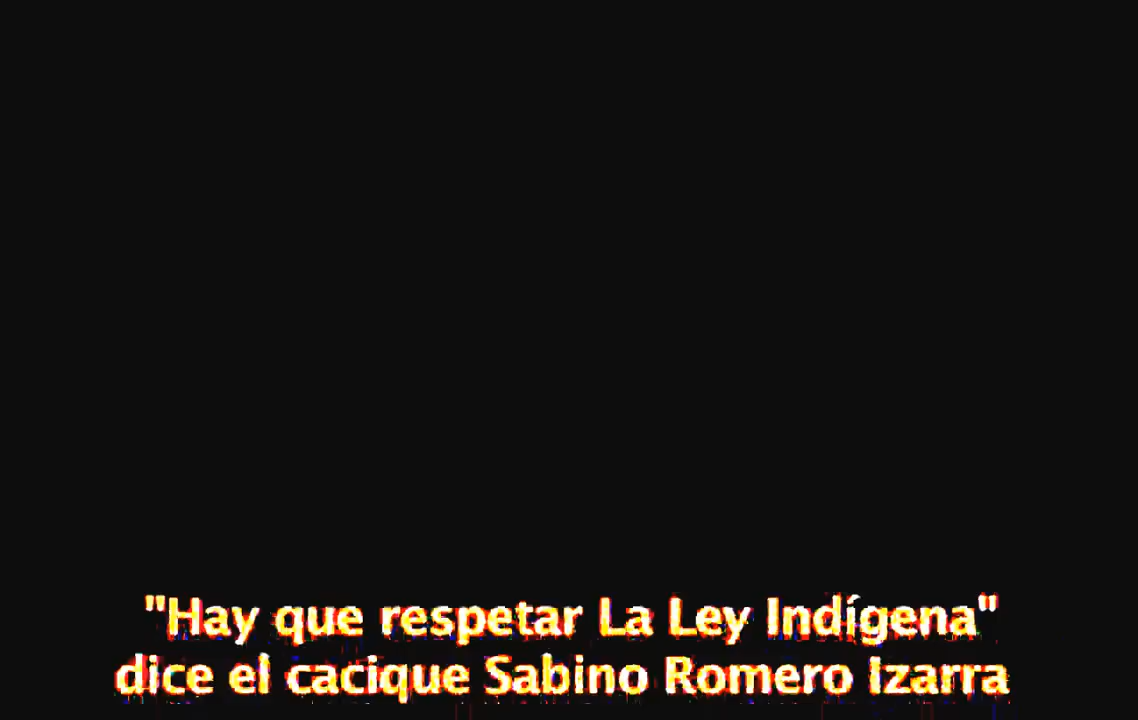 "Hay que respetar La Ley Indígena"
dice el cacique Sabino Romero Izarra